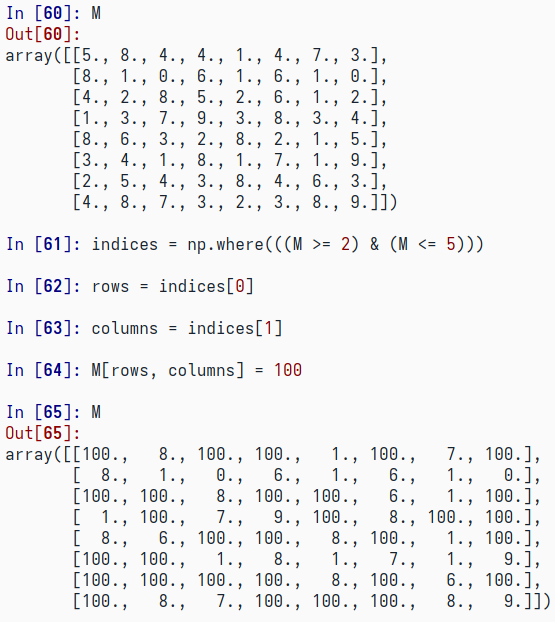 In [60]: M
Out[60]:
array([[5., 8., 4., 4., 1., 4., 7., 3.],
       [8., 1., 0., 6., 1., 6., 1., 0.],
       [4., 2., 8., 5., 2., 6., 1., 2.],
       [1., 3., 7., 9., 3., 8., 3., 4.],
       [8., 6., 3., 2., 8., 2., 1., 5.],
       [3., 4., 1., 8., 1., 7., 1., 9.],
       [2., 5., 4., 3., 8., 4., 6., 3.],
       [4., 8., 7., 3., 2., 3., 8., 9.]])
In [61]: indices = np.where(((M >= 2) & (M <= 5)))
In [62]: rows = indices[0]
In [63]: columns = indices[1]
In [64]: M[rows, columns] = 100
In [65]: M
Out[65]:
array([[100.,   8., 100., 100.,   1., 100.,   7., 100.],
       [  8.,   1.,   0.,   6.,   1.,   6.,   1.,   0.],
       [100., 100.,   8., 100., 100.,   6.,   1., 100.],
       [  1., 100.,   7.,   9., 100.,   8., 100., 100.],
       [  8.,   6., 100., 100.,   8., 100.,   1., 100.],
       [100., 100.,   1.,   8.,   1.,   7.,   1.,   9.],
       [100., 100., 100., 100.,   8., 100.,   6., 100.],
       [100.,   8.,   7., 100., 100., 100.,   8.,   9.]])